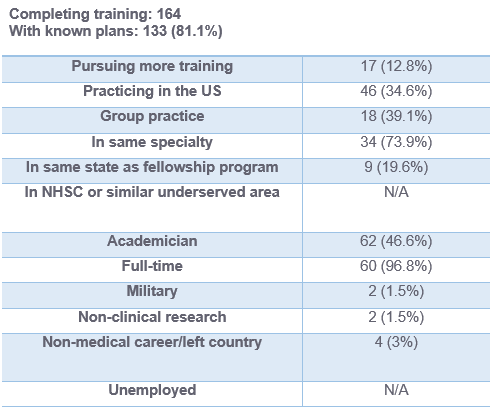 Completing training: 164
With known plans: 133 (81.1%)
Pursuing more training 17 (12.8%)
Practicing in the US 46 (34.6%)
Group practice 18 (39.1%)
In same specialty 34 (73.9%)
In same state as fellowship program 9 (19.6%)
In NHSC or similar underserved area N/A
Academician 62 (46.6%)
Full-time 60 (96.8%)
Military 2 (1.5%)
Non-clinical research 2 (1.5%)
Non-medical career/left country 4 (3%)
Unemployed N/A